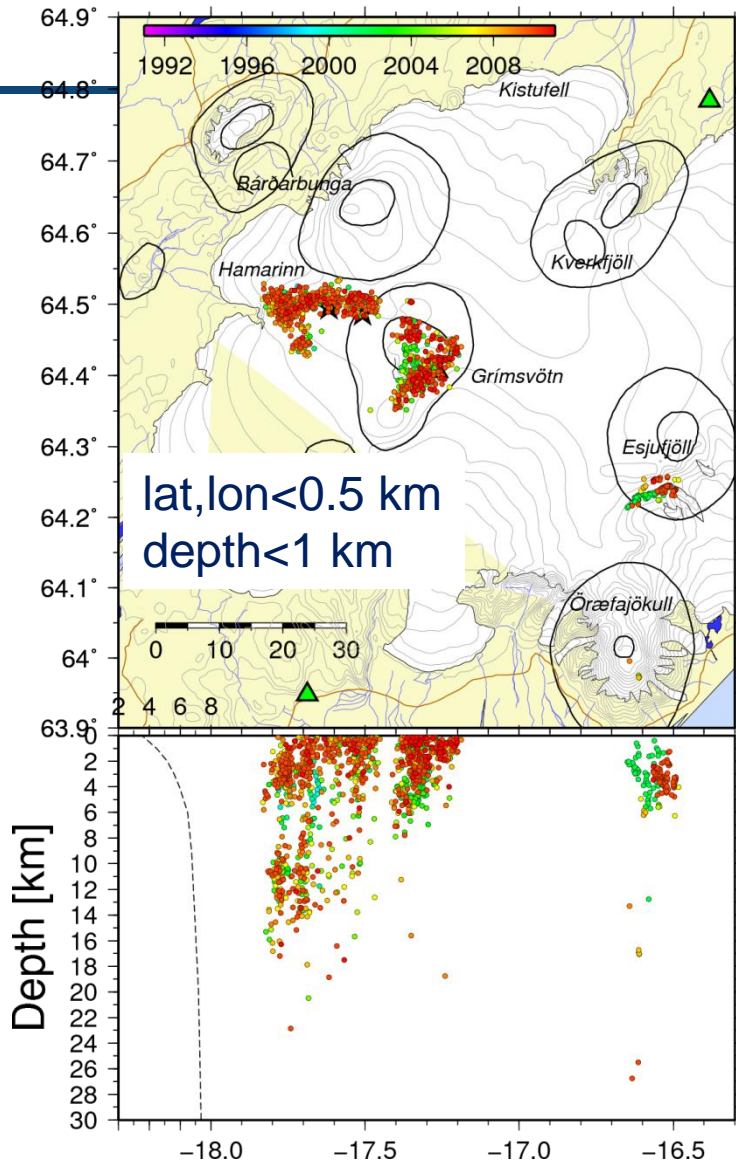 64.9˚
1992 1996 2000 2004 2008
64.8˚
Kistufell
64.7˚
Bárðarbunga
64.6˚
Kverkfjöll
Hamarinn
64.5˚
64.4˚
Grímsvötn
64.3˚
Esjufjöll
lat,lon<0.5 km
64.2˚
depth<1 km
64.1˚
Öræfajökull
0 5 10 15 20 25 30
64˚
2 4 6 8
63.9˚
0
2
4
6
8
10
12
14
16
18
20
22
24
26
28
30
Depth [km]
−18.0 −17.5 −17.0 −16.5